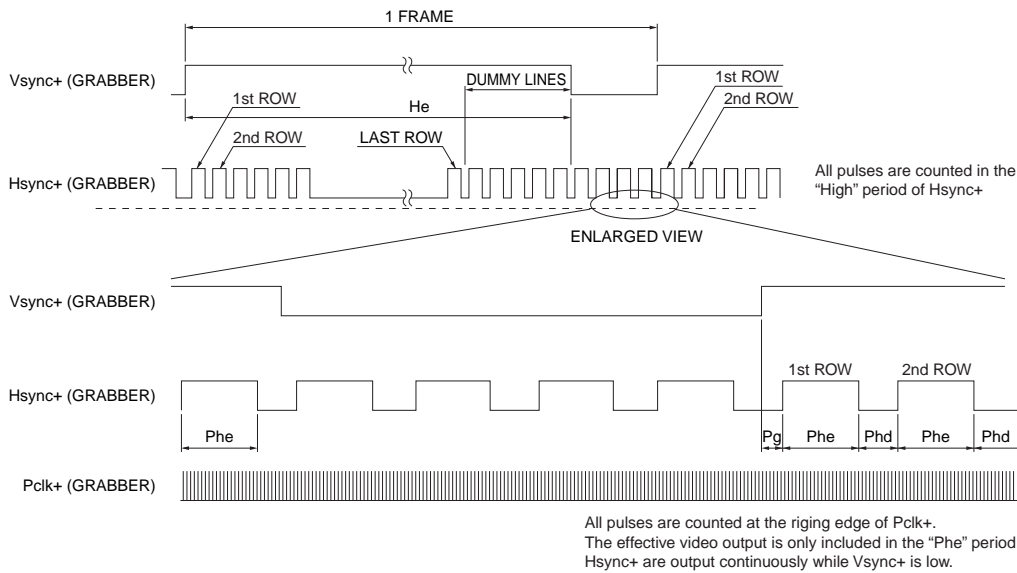 1 FRAME
Vsync+ (GRABBER)
DUMMY LINES
1st ROW
1st ROW
He
2nd ROW
2nd ROW
LAST ROW
Hsync+ (GRABBER)
All pulses are counted in the
“High” period of Hsync+
ENLARGED VIEW
Vsync+ (GRABBER)
1st ROW
2nd ROW
Hsync+ (GRABBER)
Phe
Pg
Phe
Phd
Phe
Phd
Pclk+ (GRABBER)
All pulses are counted at the riging edge of Pclk+.
The effective video output is only included in the “Phe” period
Hsync+ are output continuously while Vsync+ is low.